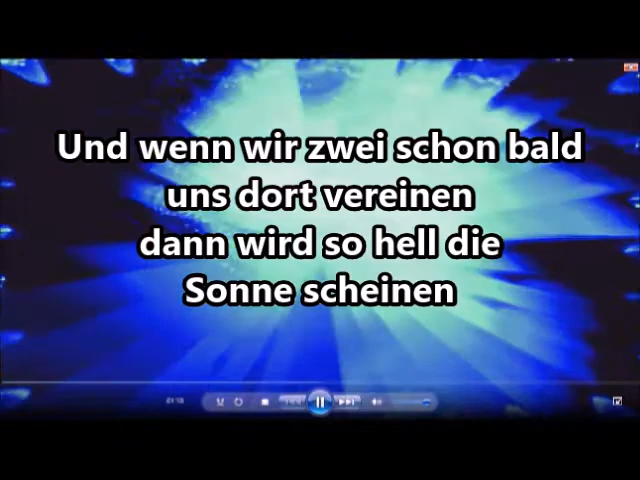 Und wenn wir zwei schon bald
uns dort vereinen
dann wird so hell die
Sonne scheinen